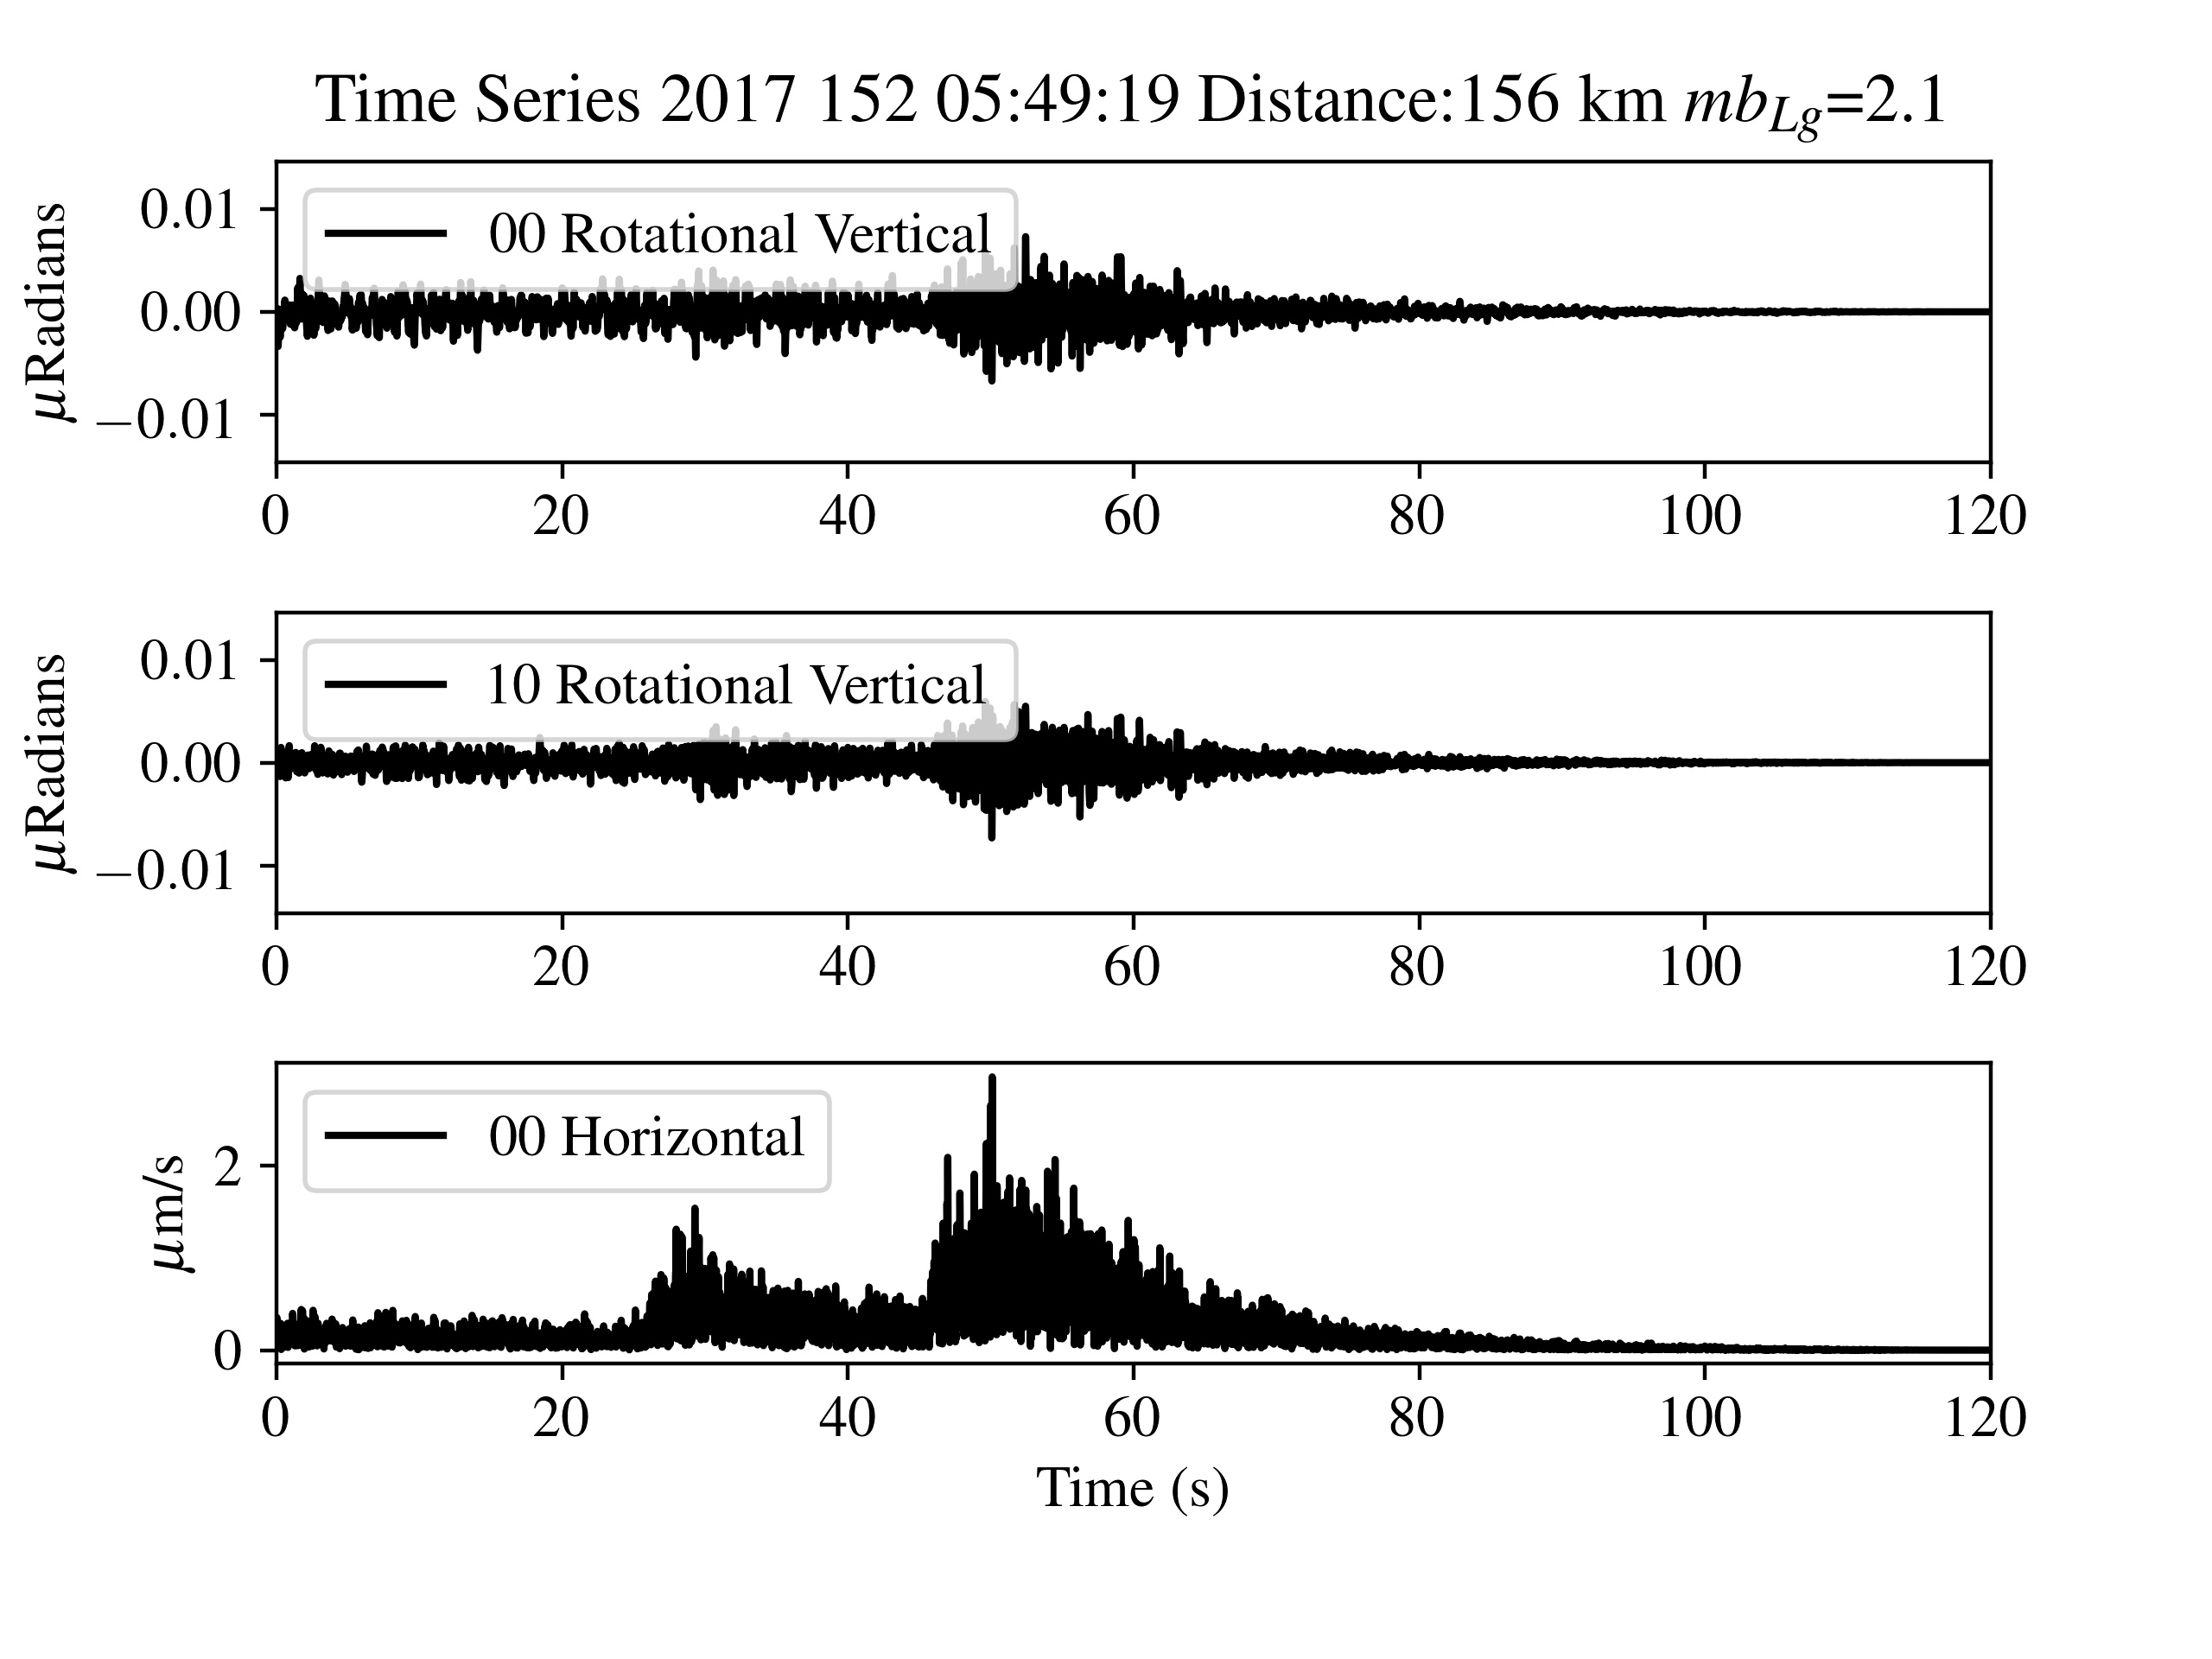 Time Series 2017 152 05:49:19 Distance:156 km mb_Lg=2.1
μRadians
0.01
0.00
−0.01
00 Rotational Vertical
0 20 40 60 80 100 120
μRadians
0.01
0.00
−0.01
10 Rotational Vertical
0 20 40 60 80 100 120
μm/s
2
0
00 Horizontal
0 20 40 60 80 100 120
Time (s)